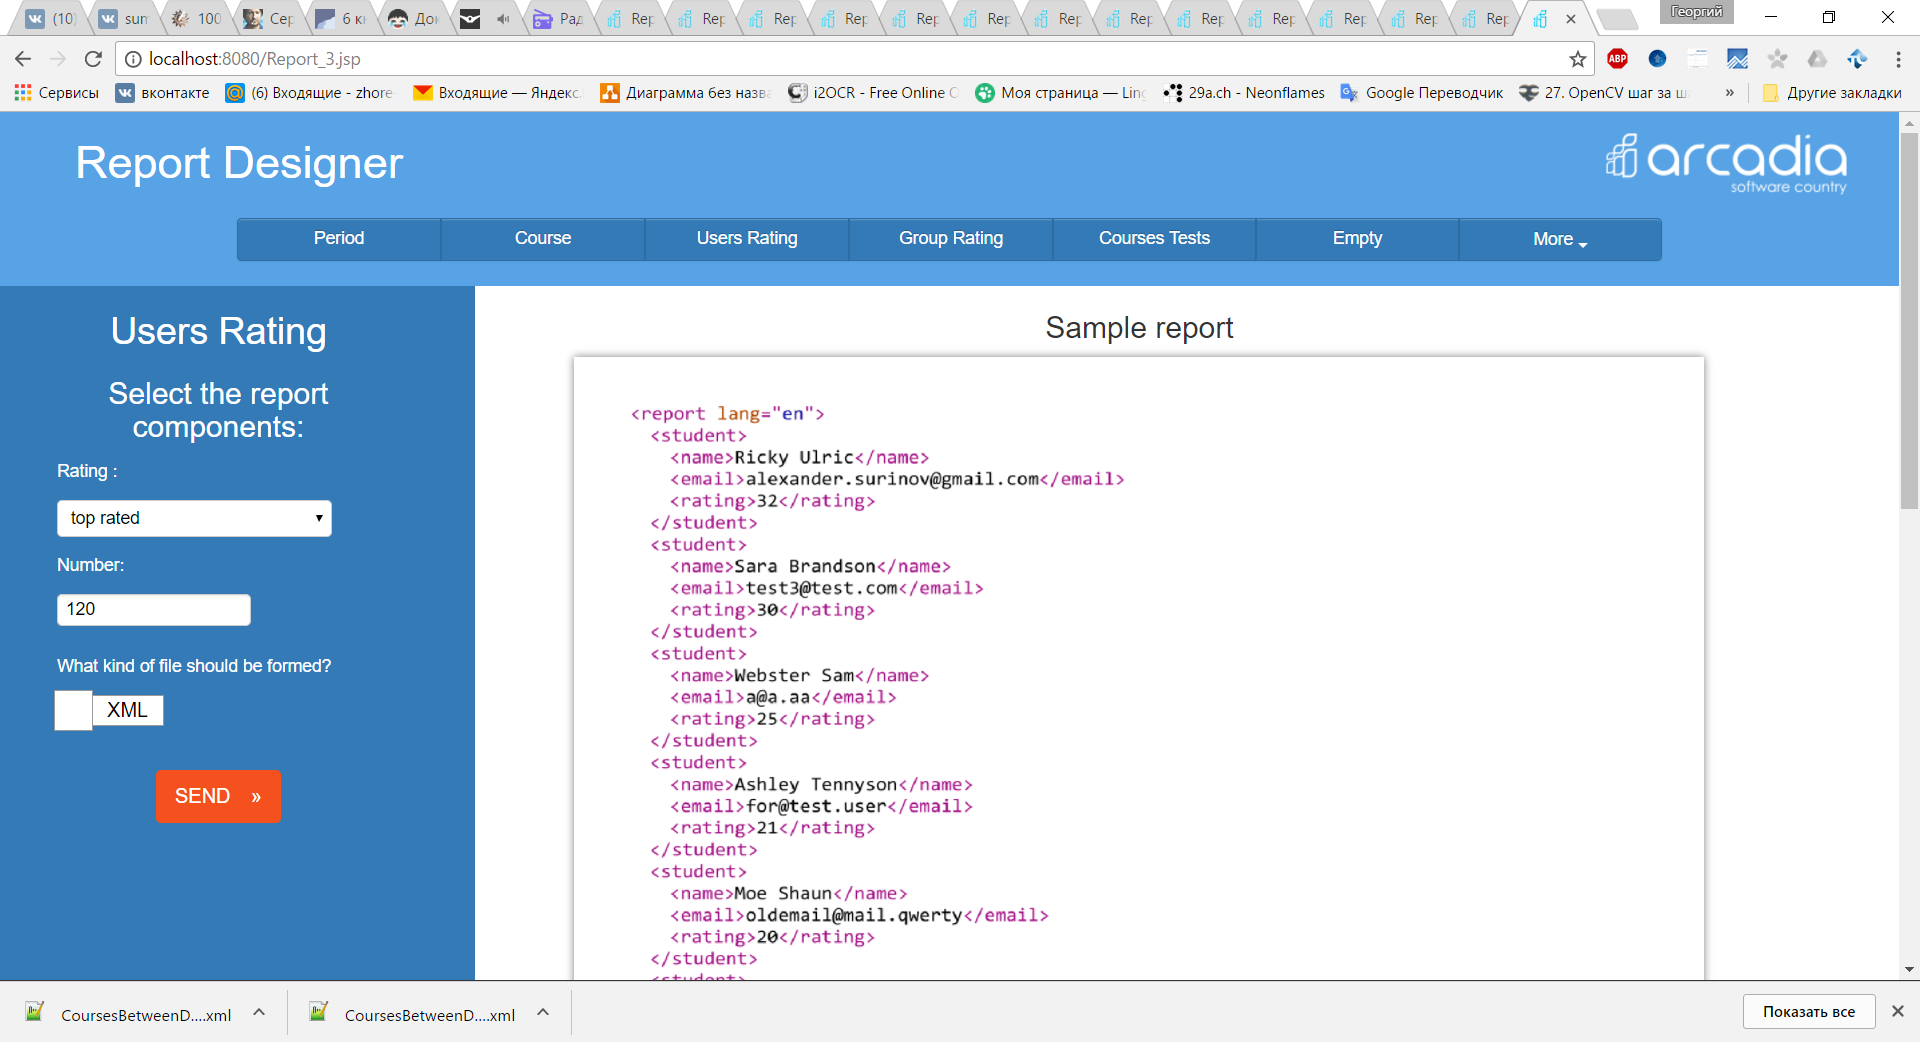 (10) sum 100 Сер 6 к До Рад Rep Rep Rep Rep Rep Rep Rep Rep Rep Rep Rep Rep Rep Георгий
localhost:8080/Report_3.jsp
ABP
Сервисы вконтакте (6) Входящие - zhore Входящие — Яндекс. Диаграмма без назва i2OCR - Free Online Моя страница — Lin 29a.ch - Neonflames Google Переводчик 27. OpenCV шаг за ш » Другие закладки
Report Designer
arcadia
software country
Period Course Users Rating Group Rating Courses Tests Empty More
Users Rating
Select the report
components:
Rating :
top rated
Number:
120
What kind of file should be formed?
XML
SEND »
Sample report
<report lang="en">
<student>
<name>Ricky Ulric</name>
<email>alexander.surinov@gmail.com</email>
<rating>32</rating>
</student>
<student>
<name>Sara Brandson</name>
<email>test3@test.com</email>
<rating>30</rating>
</student>
<student>
<name>Webster Sam</name>
<email>a@a.aa</email>
<rating>25</rating>
</student>
<student>
<name>Ashley Tennyson</name>
<email>for@test.user</email>
<rating>21</rating>
</student>
<student>
<name>Moe Shaun</name>
<email>oldemail@mail.qwerty</email>
<rating>20</rating>
</student>
<student>
CoursesBetweenD....xml CoursesBetweenD....xml Показать все